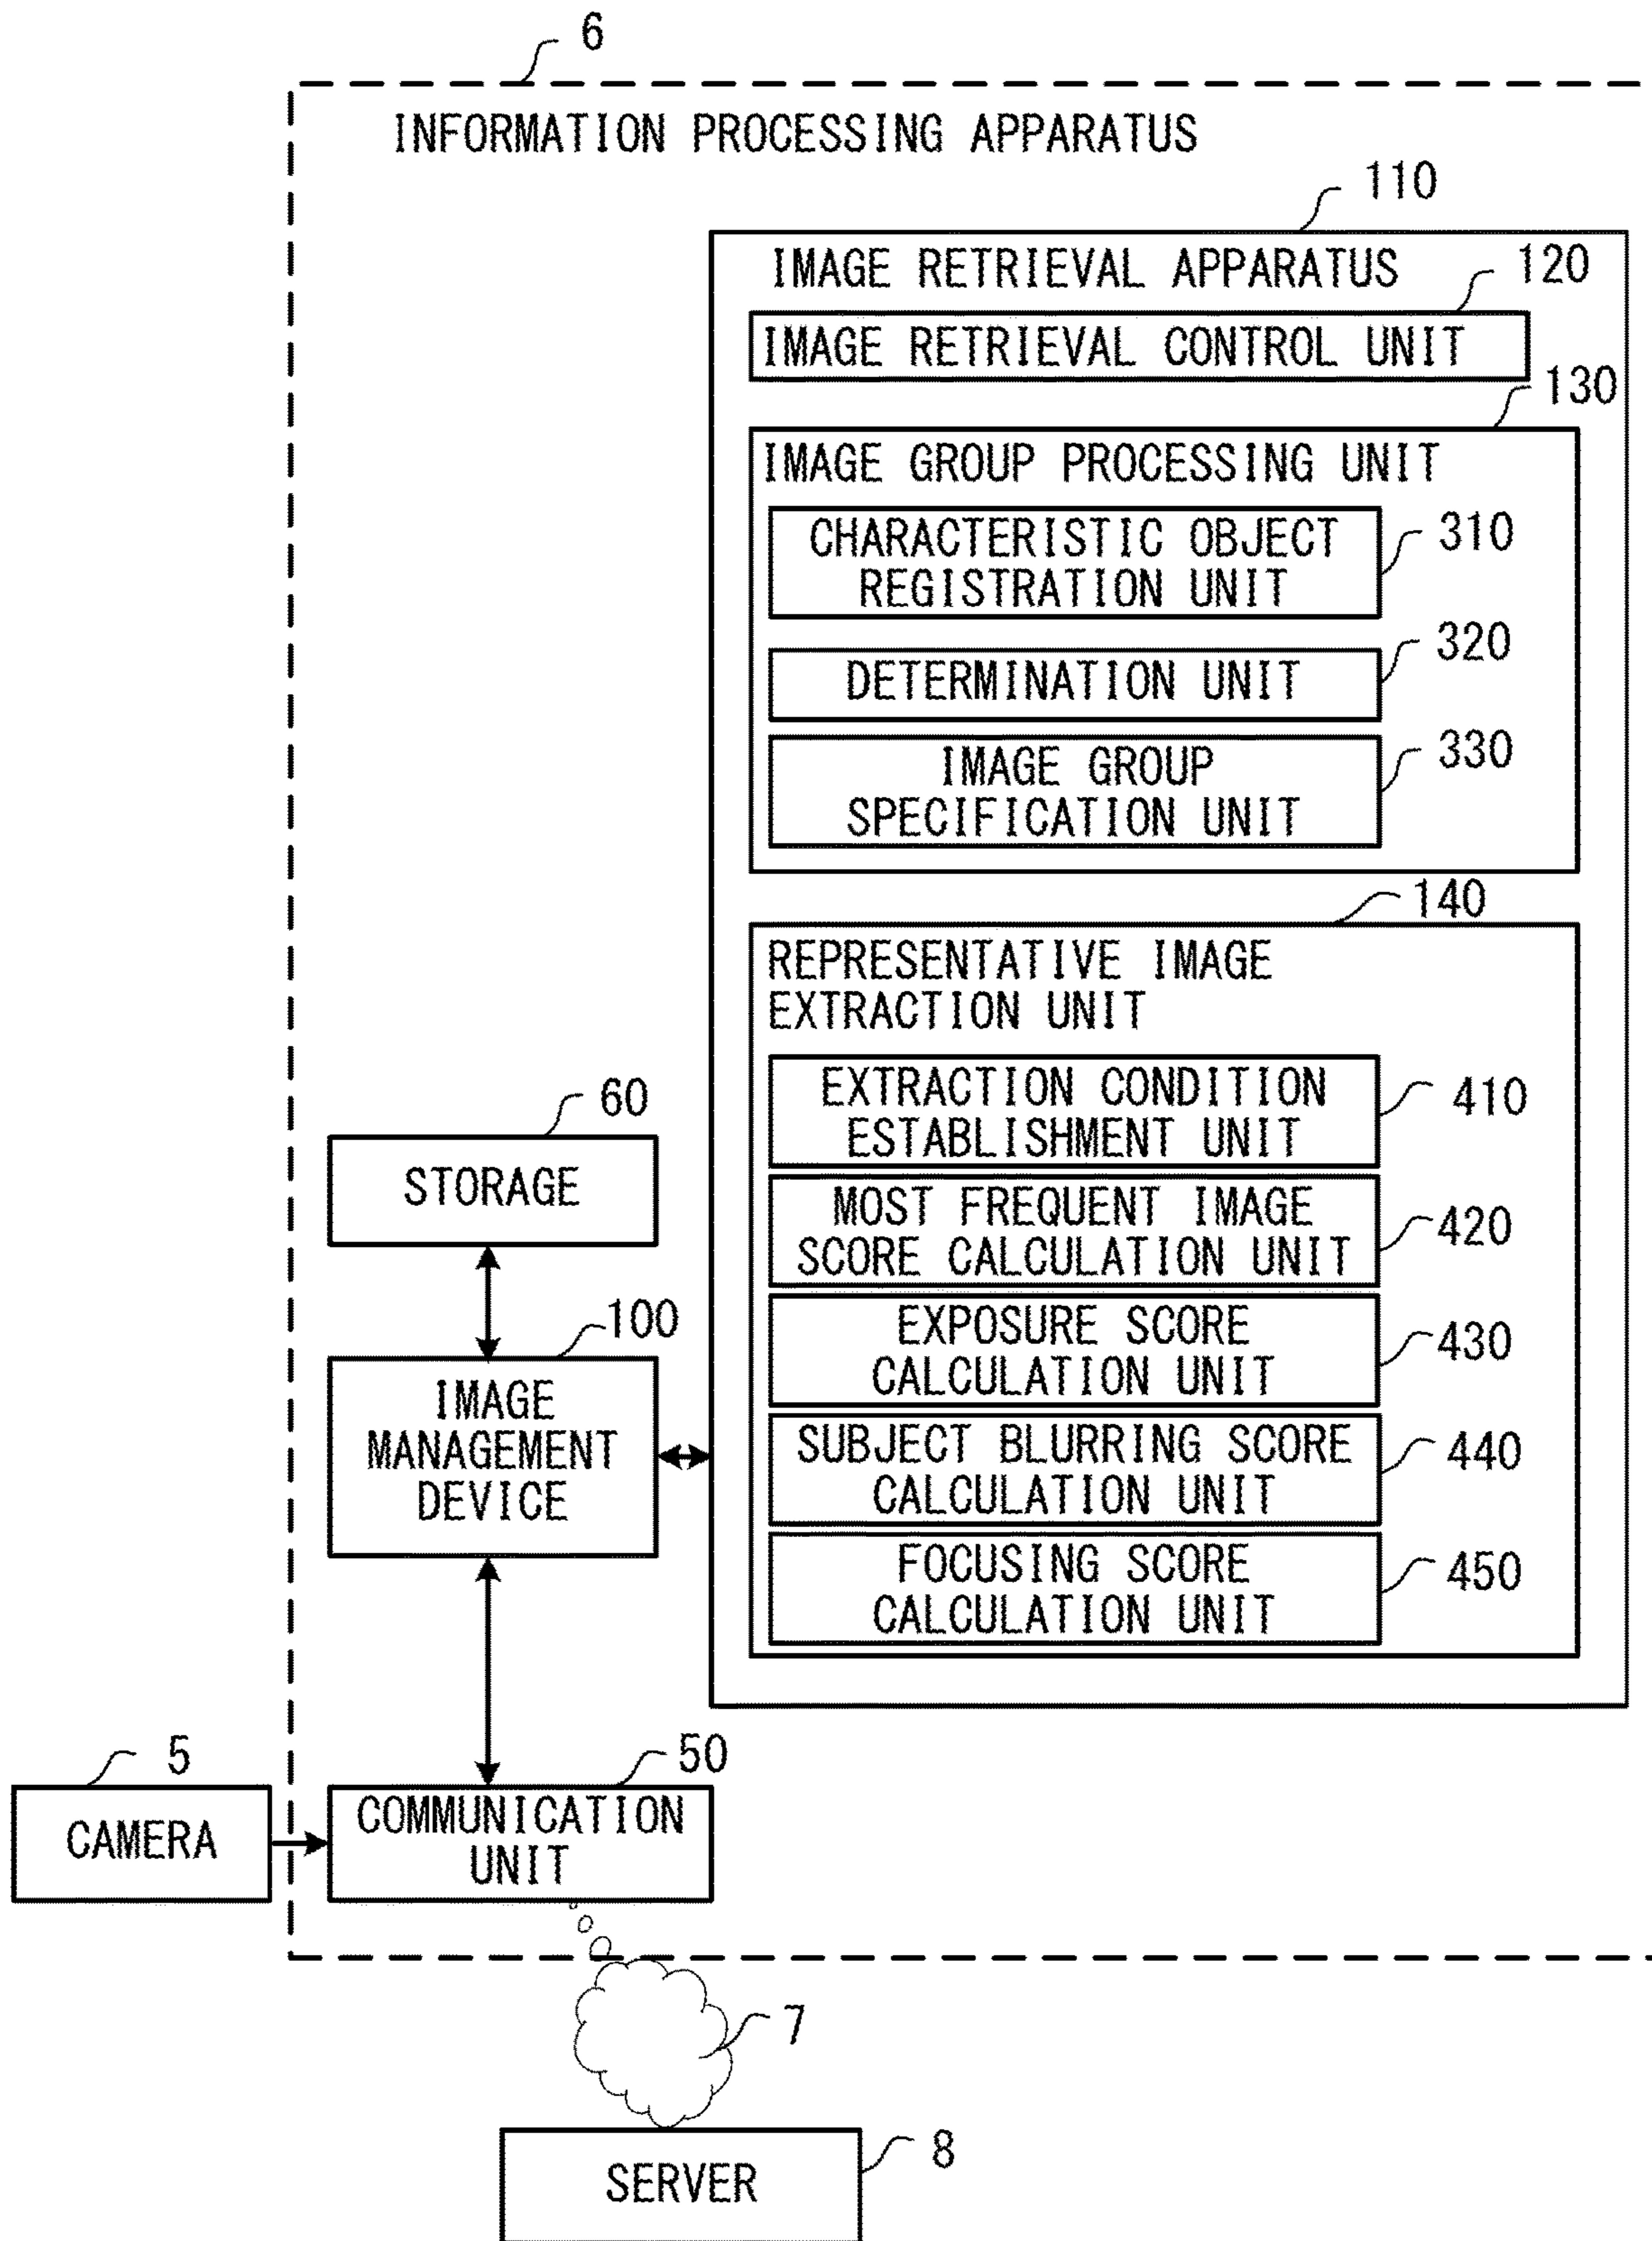 6
INFORMATION PROCESSING APPARATUS
110
IMAGE RETRIEVAL APPARATUS
120
IMAGE RETRIEVAL CONTROL UNIT
130
IMAGE GROUP PROCESSING UNIT
CHARACTERISTIC OBJECT
REGISTRATION UNIT
310
320
DETERMINATION UNIT
330
IMAGE GROUP
SPECIFICATION UNIT
140
REPRESENTATIVE IMAGE
EXTRACTION UNIT
EXTRACTION CONDITION
ESTABLISHMENT UNIT
410
MOST FREQUENT IMAGE
SCORE CALCULATION UNIT
420
EXPOSURE SCORE
CALCULATION UNIT
430
SUBJECT BLURRING SCORE
CALCULATION UNIT
440
FOCUSING SCORE
CALCULATION UNIT
450
60
STORAGE
100
IMAGE
MANAGEMENT
DEVICE
5
CAMERA
50
COMMUNICATION
UNIT
7
8
SERVER